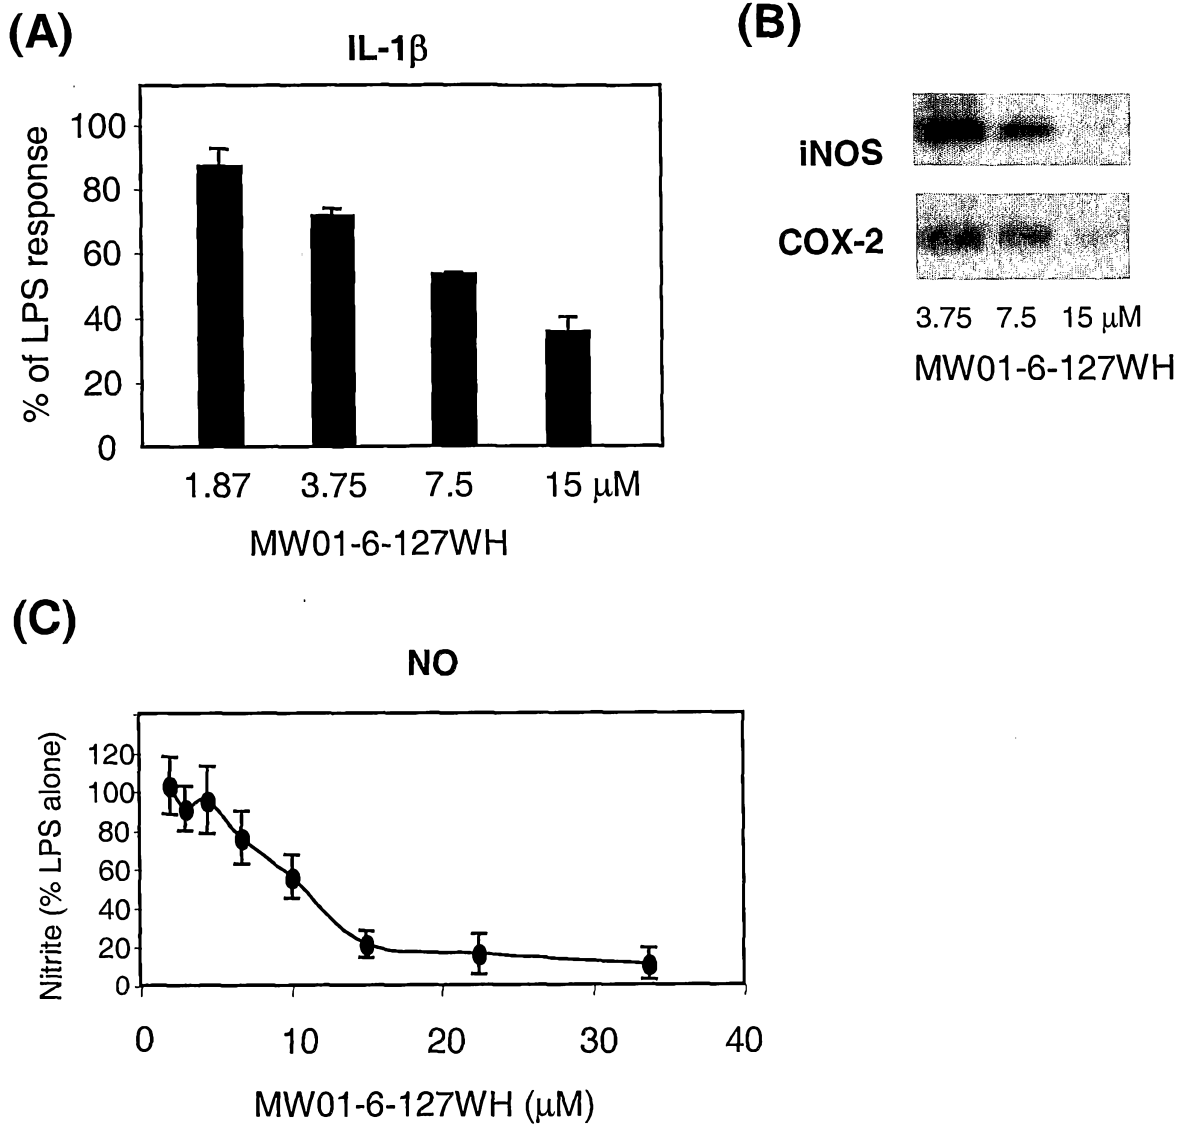 (A)
IL-1β
% of LPS response
100
80
60
40
20
0
1.87 3.75 7.5 15 μM
MW01-6-127WH
(B)
iNOS
COX-2
3.75 7.5 15 μM
MW01-6-127WH
(C)
NO
Nitrite (% LPS alone)
120
100
80
60
40
20
0
0 10 20 30 40
MW01-6-127WH (μM)